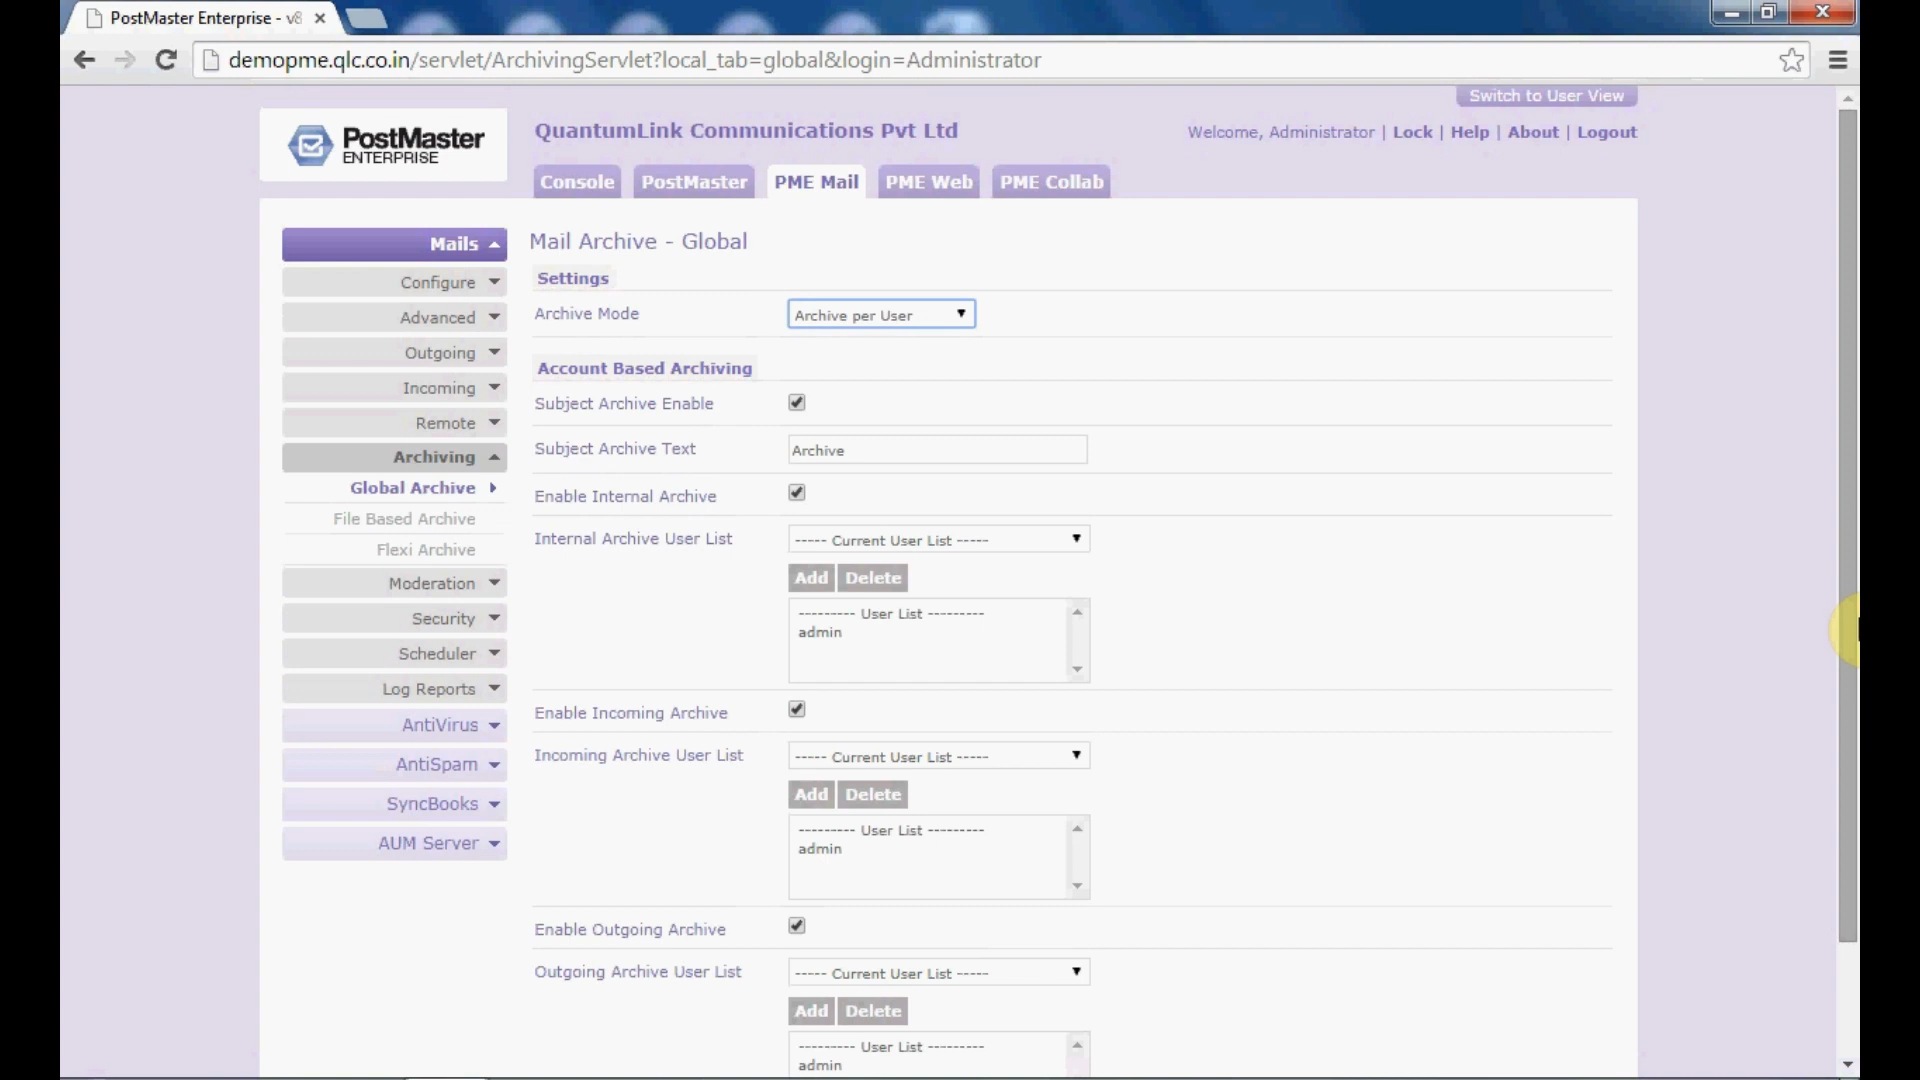 PostMaster Enterprise - v8
demopme.qlc.co.in/servlet/ArchivingServlet?local_tab=global&login=Administrator
Switch to User View
PostMaster
ENTERPRISE
QuantumLink Communications Pvt Ltd
Welcome, Administrator | Lock | Help | About | Logout
Console
PostMaster
PME Mail
PME Web
PME Collab
Mails
Configure
Advanced
Outgoing
Incoming
Remote
Archiving
Global Archive
File Based Archive
Flexi Archive
Moderation
Security
Scheduler
Log Reports
AntiVirus
AntiSpam
SyncBooks
AUM Server
Mail Archive - Global
Settings
Archive Mode
Archive per User
Account Based Archiving
Subject Archive Enable
Subject Archive Text
Archive
Enable Internal Archive
Internal Archive User List
----- Current User List -----
Add Delete
--------- User List ---------
admin
Enable Incoming Archive
Incoming Archive User List
----- Current User List -----
Add Delete
--------- User List ---------
admin
Enable Outgoing Archive
Outgoing Archive User List
----- Current User List -----
Add Delete
--------- User List ---------
admin